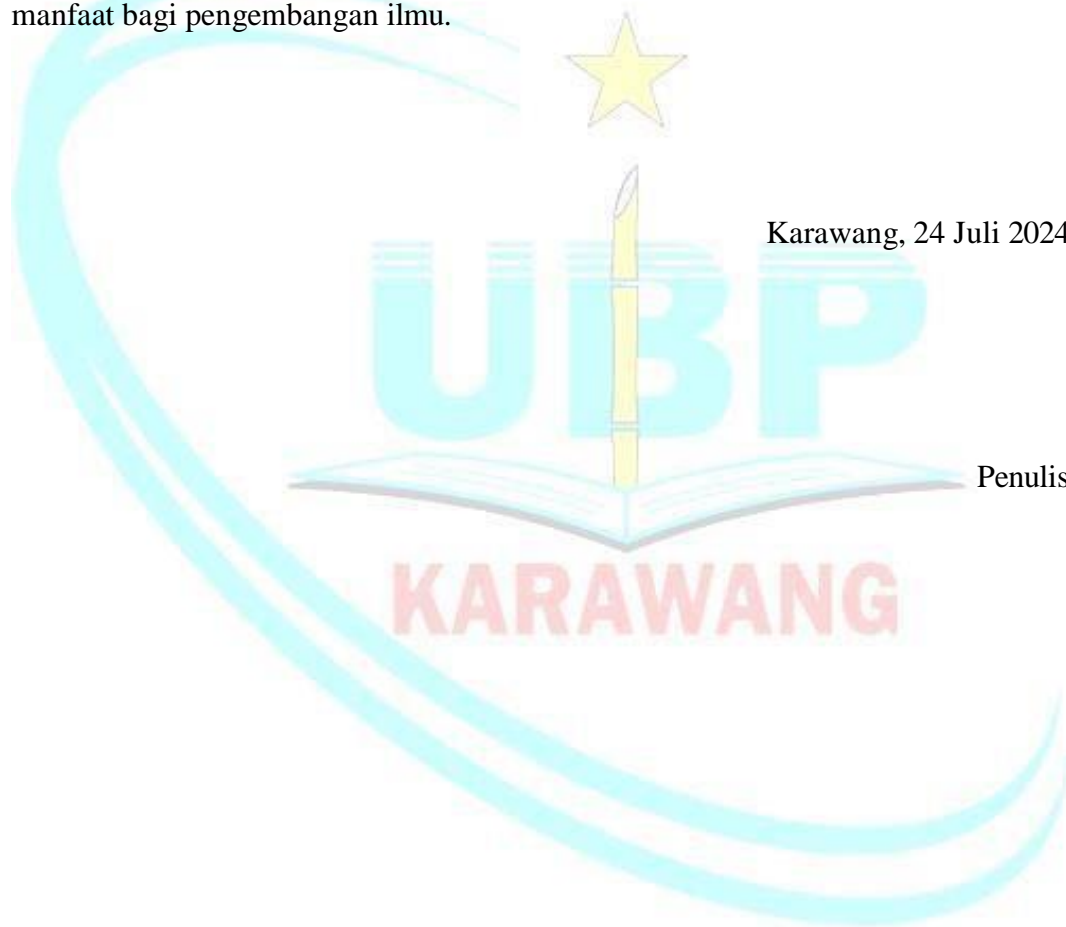 manfaat bagi pengembangan ilmu.
Karawang, 24 Juli 2024
UBP
Penulis
KARAWANG